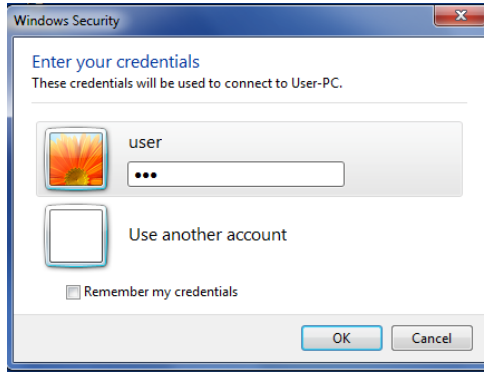 Windows Security
Enter your credentials
These credentials will be used to connect to User-PC.
user
•••
Use another account
Remember my credentials
OK
Cancel